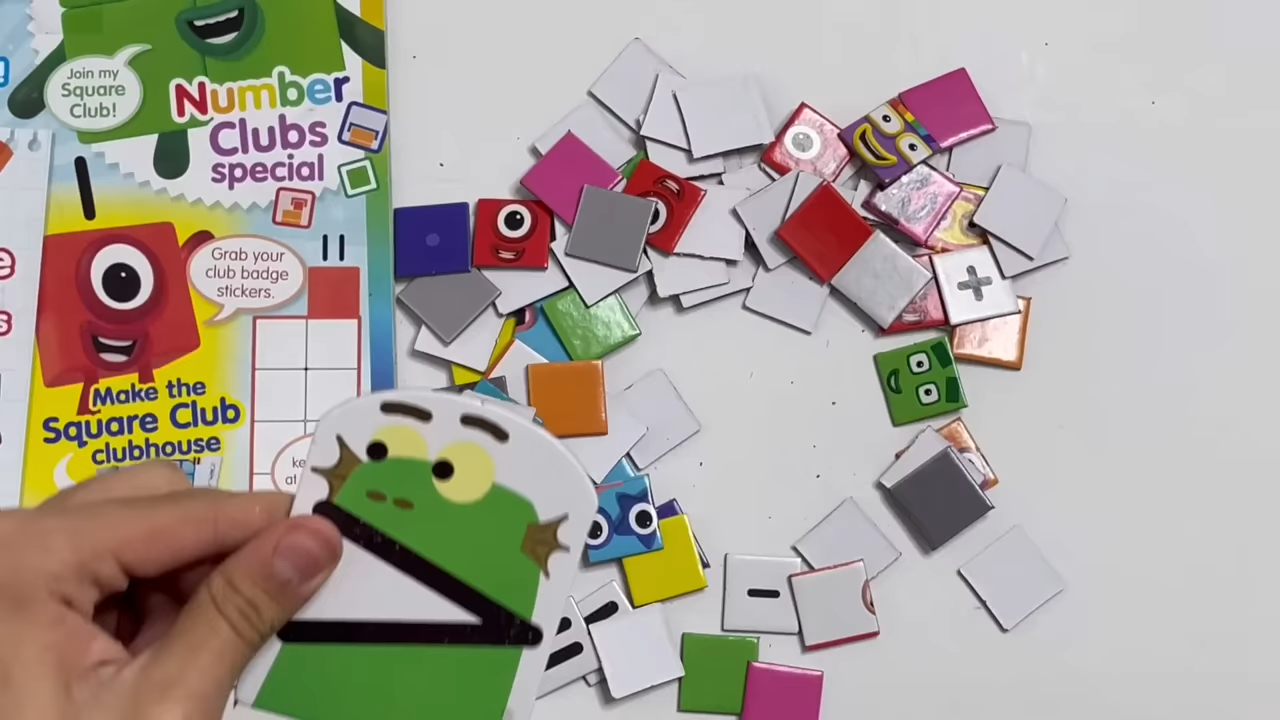 Join my
Square
Club!
Number
Clubs
special
Grab your
club badge
stickers.
Make the
Square Club
clubhouse